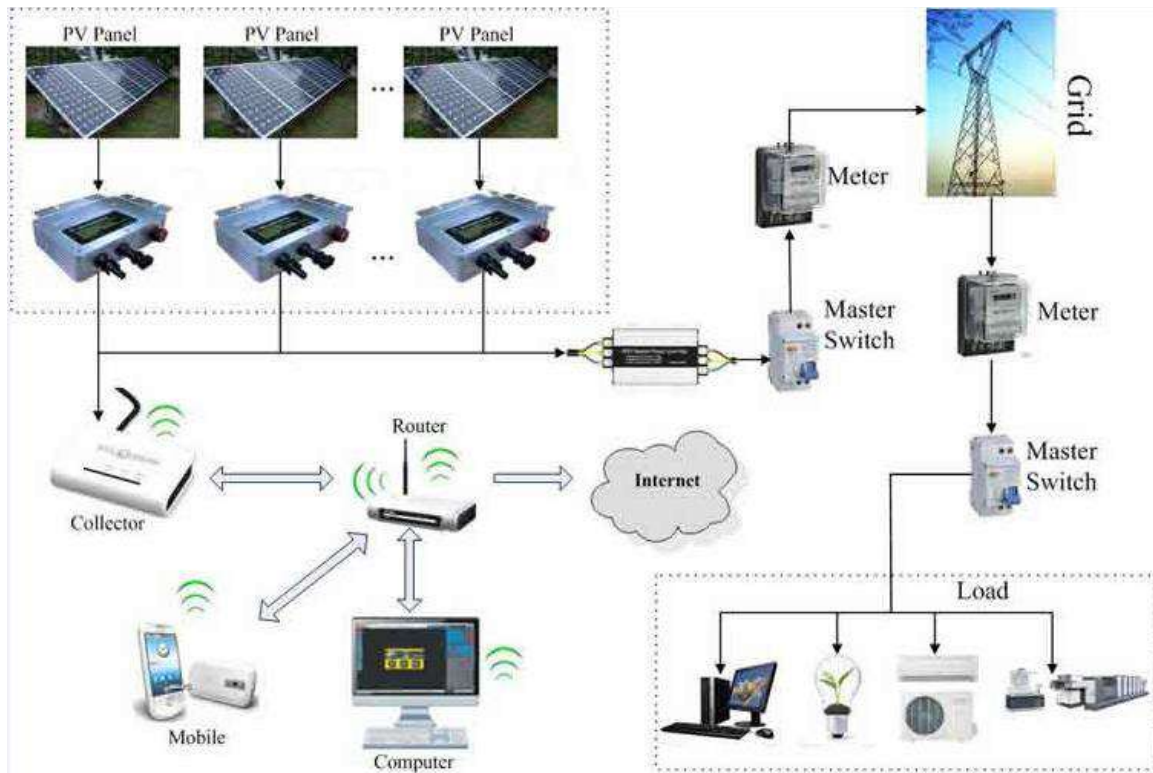 PV Panel
PV Panel
PV Panel
...
...
Grid
Meter
Meter
Master
Switch
Master
Switch
Router
Internet
Collector
Load
Mobile
Computer